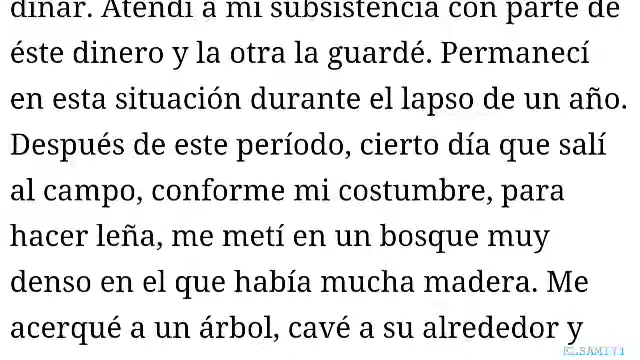 dinar. Atendí a mi subsistencia con parte de
éste dinero y la otra la guardé. Permanecí
en esta situación durante el lapso de un año.
Después de este período, cierto día que salí
al campo, conforme mi costumbre, para
hacer leña, me metí en un bosque muy
denso en el que había mucha madera. Me
acerqué a un árbol, cavé a su alrededor y